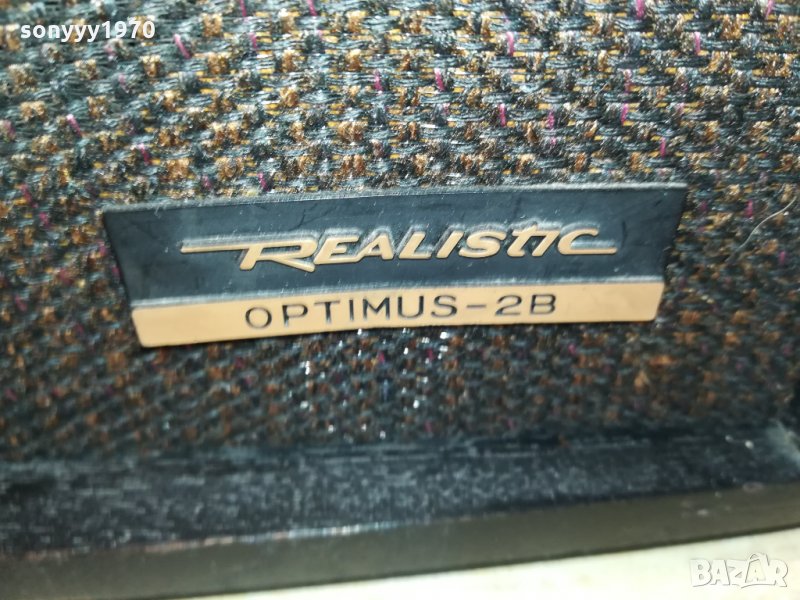 sonyyy1970
REALISTIC
OPTIMUS-2B
BAZAR